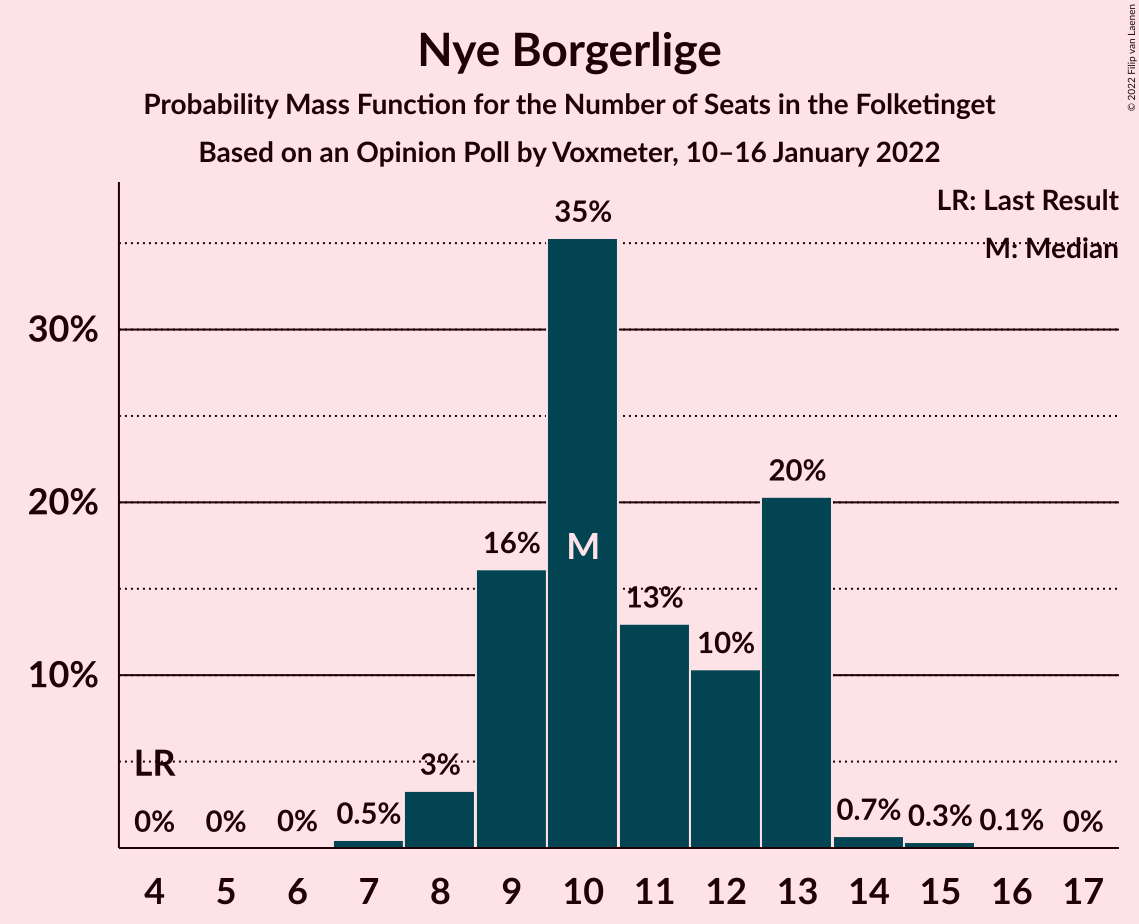 Nye Borgerlige
Probability Mass Function for the Number of Seats in the Folketinget
Based on an Opinion Poll by Voxmeter, 10–16 January 2022
© 2022 Filip van Laenen
LR: Last Result
M: Median
35%
30%
20%
20%
16%
M
13%
10%
10%
LR
3%
0%
0%
0%
0.5%
0.7%
0.3%
0.1%
0%
4 5 6 7 8 9 10 11 12 13 14 15 16 17